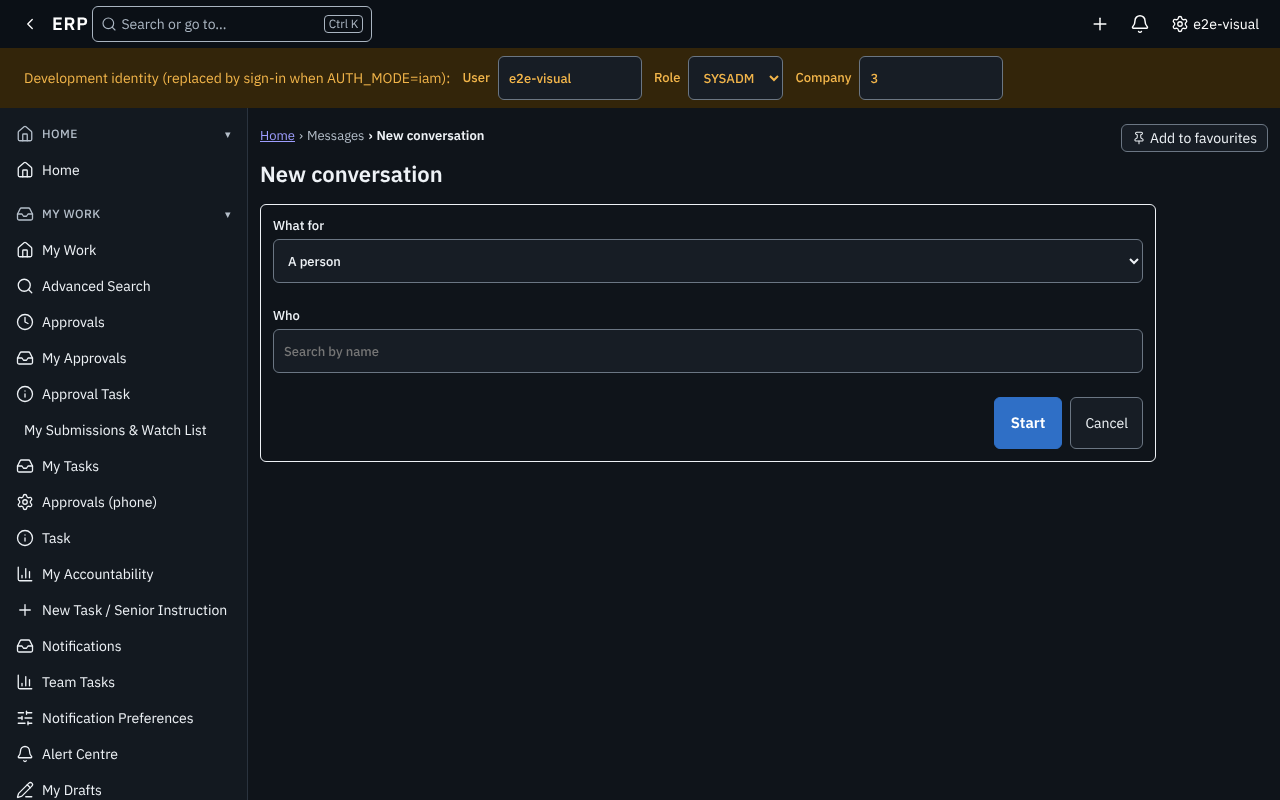 ERP Search or go to... Ctrl K e2e-visual
Development identity (replaced by sign-in when AUTH_MODE=iam): User e2e-visual Role SYSADM Company 3
HOME
Home
MY WORK
My Work
Advanced Search
Approvals
My Approvals
Approval Task
My Submissions & Watch List
My Tasks
Approvals (phone)
Task
My Accountability
New Task / Senior Instruction
Notifications
Team Tasks
Notification Preferences
Alert Centre
My Drafts
Home › Messages › New conversation
Add to favourites
New conversation
What for
A person
Who
Search by name
Start Cancel